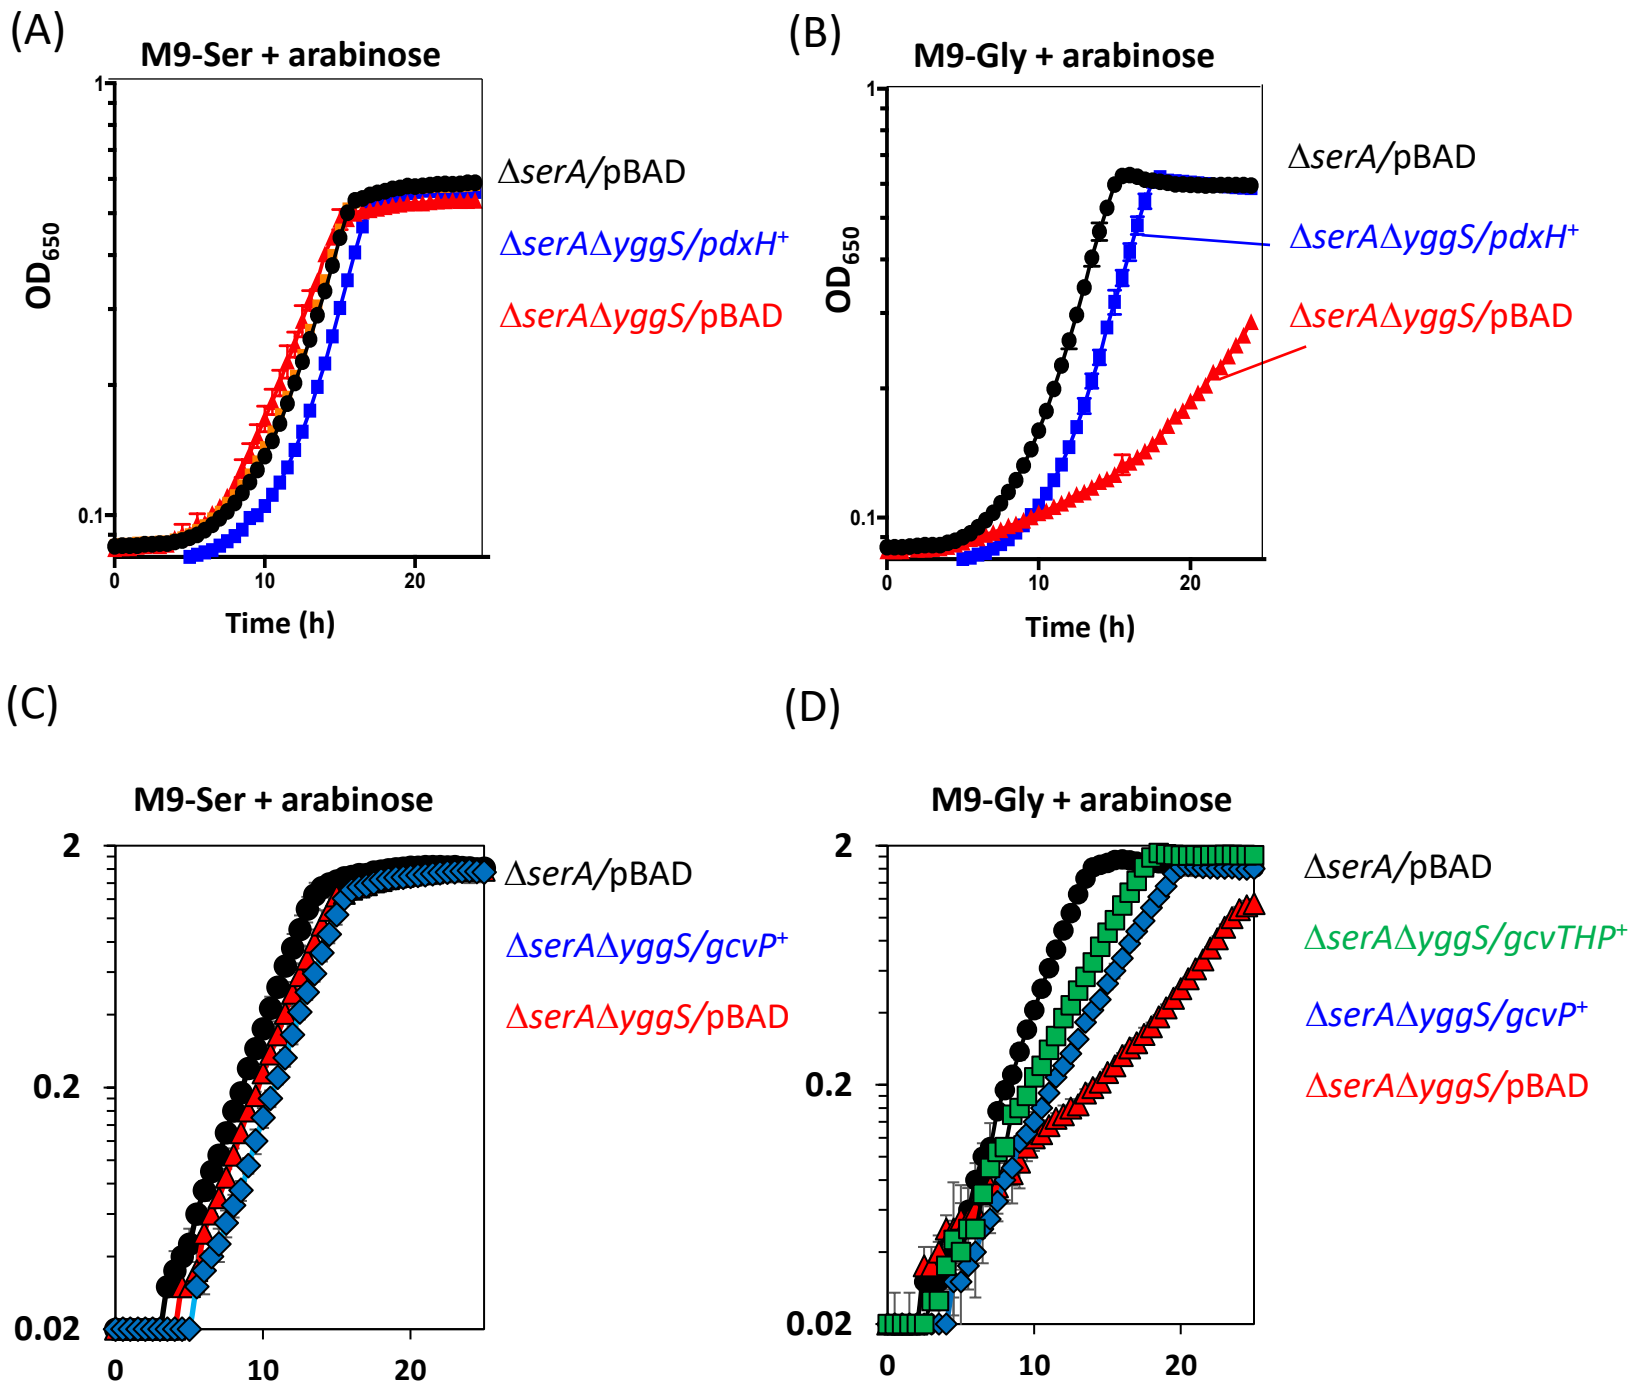 (A)
M9-Ser + arabinose
1
0.1
OD650
0
10
20
Time (h)
ΔserA/pBAD
ΔserAΔyggS/pdxH+
ΔserAΔyggS/pBAD
(B)
M9-Gly + arabinose
1
0.1
OD650
0
10
20
Time (h)
ΔserA/pBAD
ΔserAΔyggS/pdxH+
ΔserAΔyggS/pBAD
(C)
M9-Ser + arabinose
2
0.2
0.02
0
10
20
ΔserA/pBAD
ΔserAΔyggS/gcvP+
ΔserAΔyggS/pBAD
(D)
M9-Gly + arabinose
2
0.2
0.02
0
10
20
ΔserA/pBAD
ΔserAΔyggS/gcvTHP+
ΔserAΔyggS/gcvP+
ΔserAΔyggS/pBAD